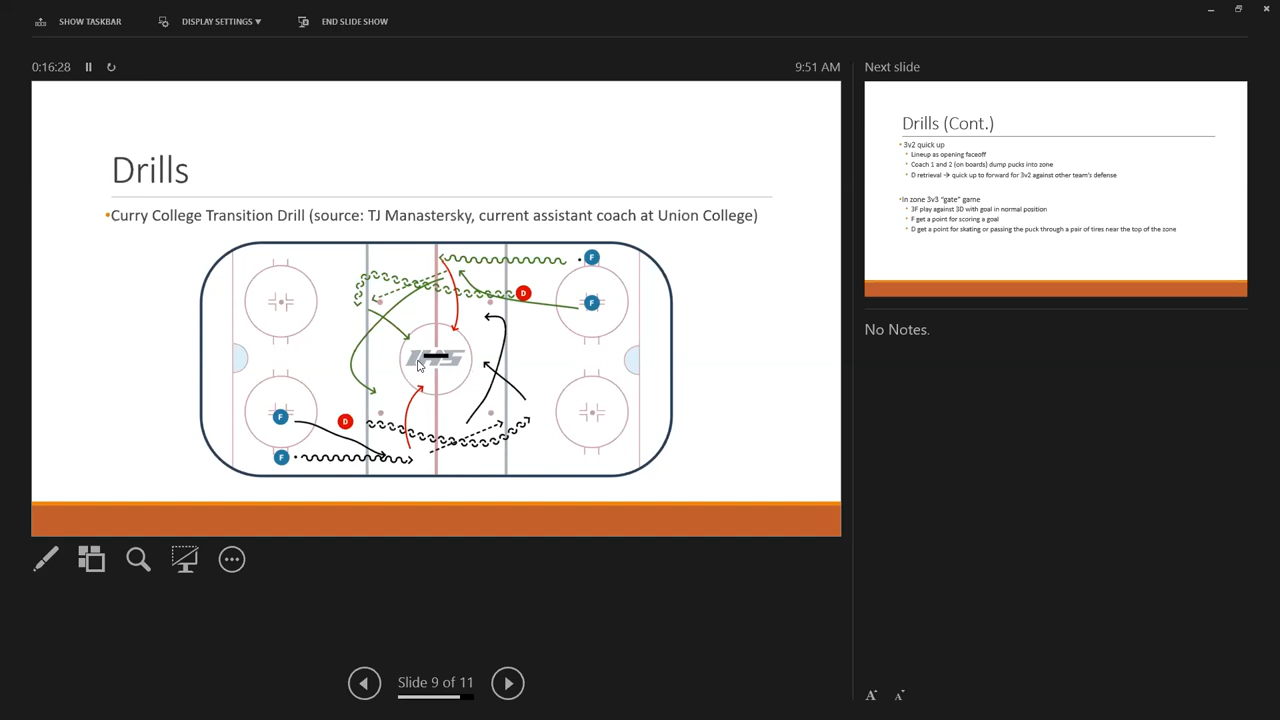 SHOW TASKBAR
DISPLAY SETTINGS ▼
END SLIDE SHOW
0:16:28
9:51 AM
Drills
•Curry College Transition Drill (source: TJ Manastersky, current assistant coach at Union College)
F
D
F
IHS
F
D
F
Slide 9 of 11
Next slide
Drills (Cont.)
• 3v2 quick up
• Lineup as opening faceoff
• Coach 1 and 2 (on boards) dump pucks into zone
• D retrieval → quick up to forward for 3v2 against other team's defense
• In zone 3v3 "gate" game
• 3F play against 3D with goal in normal position
• F get a point for scoring a goal
• D get a point for skating or passing the puck through a pair of tires near the top of the zone
No Notes.
A A